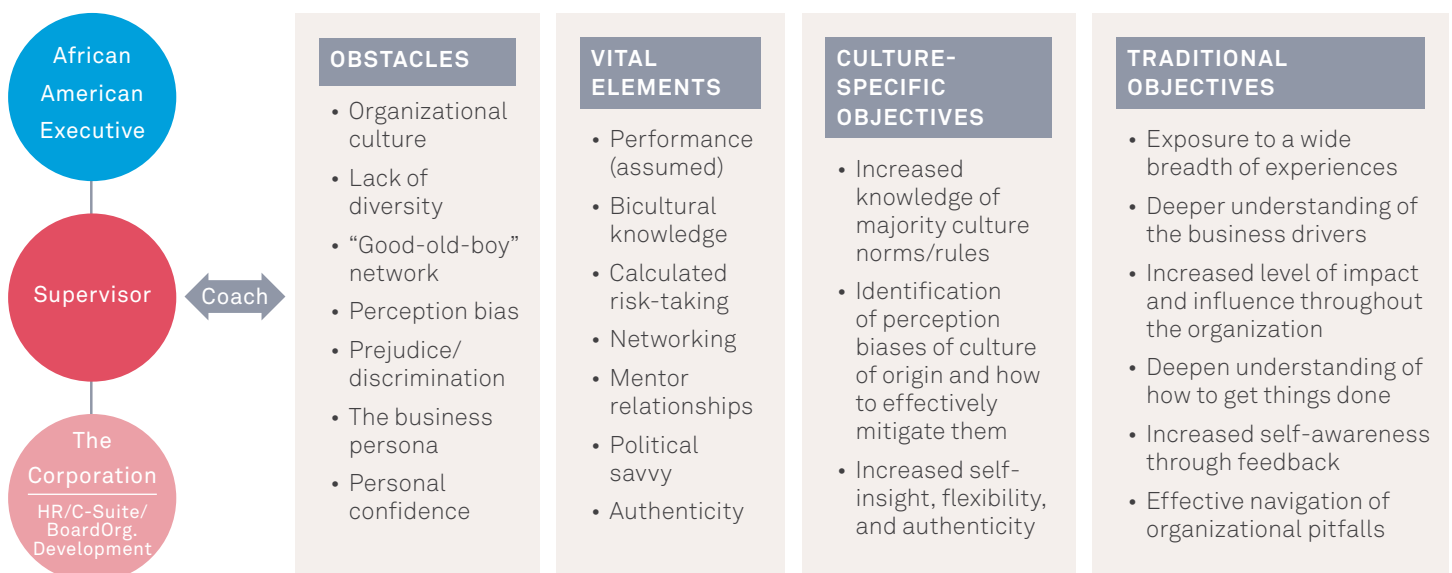 African
American
Executive
Supervisor
Coach
The
Corporation
HR/C-Suite/
BoardOrg.
Development
OBSTACLES
• Organizational
culture
• Lack of
diversity
• “Good-old-boy”
network
• Perception bias
• Prejudice/
discrimination
• The business
persona
• Personal
confidence
VITAL
ELEMENTS
• Performance
(assumed)
• Bicultural
knowledge
• Calculated
risk-taking
• Networking
• Mentor
relationships
• Political
savvy
• Authenticity
CULTURE-
SPECIFIC
OBJECTIVES
• Increased
knowledge of
majority culture
norms/rules
• Identification
of perception
biases of culture
of origin and how
to effectively
mitigate them
• Increased self-
insight, flexibility,
and authenticity
TRADITIONAL
OBJECTIVES
• Exposure to a wide
breadth of experiences
• Deeper understanding of
the business drivers
• Increased level of impact
and influence throughout
the organization
• Deepen understanding of
how to get things done
• Increased self-awareness
through feedback
• Effective navigation of
organizational pitfalls